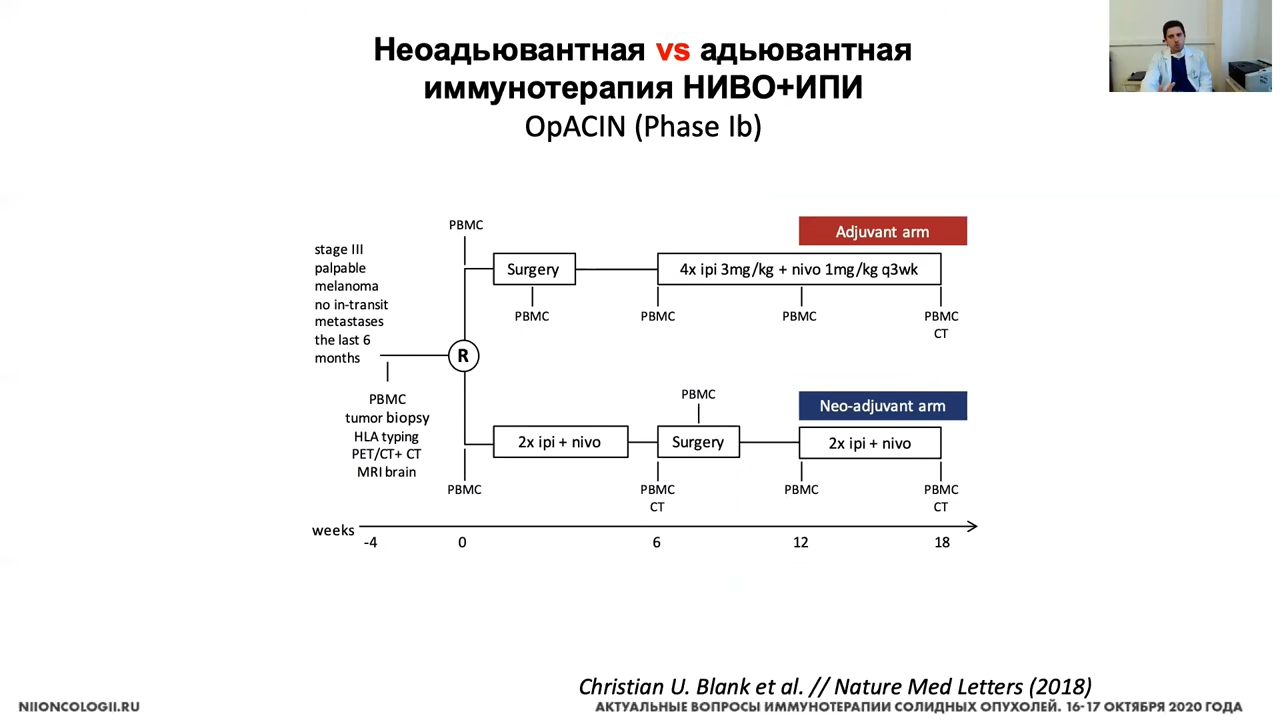 Неоадьювантная vs адьювантная
иммунотерапия НИВО+ИПИ
OpACIN (Phase Ib)
stage III
palpable
melanoma
no in-transit
metastases
the last 6
months
PBMC
tumor biopsy
HLA typing
PET/CT+ CT
MRI brain
R
PBMC
Adjuvant arm
Surgery
4x ipi 3mg/kg + nivo 1mg/kg q3wk
PBMC
PBMC
PBMC
PBMC
CT
PBMC
Neo-adjuvant arm
2x ipi + nivo
Surgery
2x ipi + nivo
PBMC
PBMC
CT
PBMC
PBMC
CT
weeks
-4
0
6
12
18
Christian U. Blank et al. // Nature Med Letters (2018)
NIIONCOLOGII.RU
АКТУАЛЬНЫЕ ВОПРОСЫ ИММУНОТЕРАПИИ СОЛИДНЫХ ОПУХОЛЕЙ. 16-17 ОКТЯБРЯ 2020 ГОДА